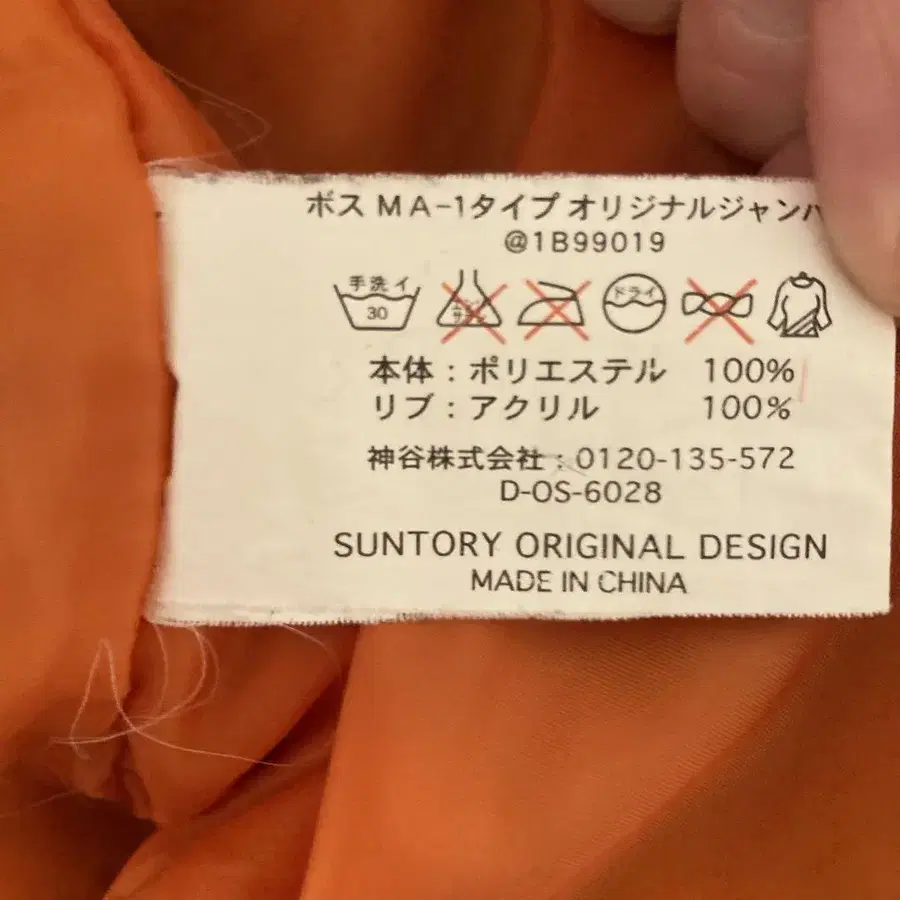 ボス MA-1タイプ オリジナルジャンパ
@1B99019
手洗イ 30 ドライ
本体：ポリエステル 100%
リブ：アクリル 100%
神谷株式会社：0120-135-572
D-OS-6028
SUNTORY ORIGINAL DESIGN
MADE IN CHINA